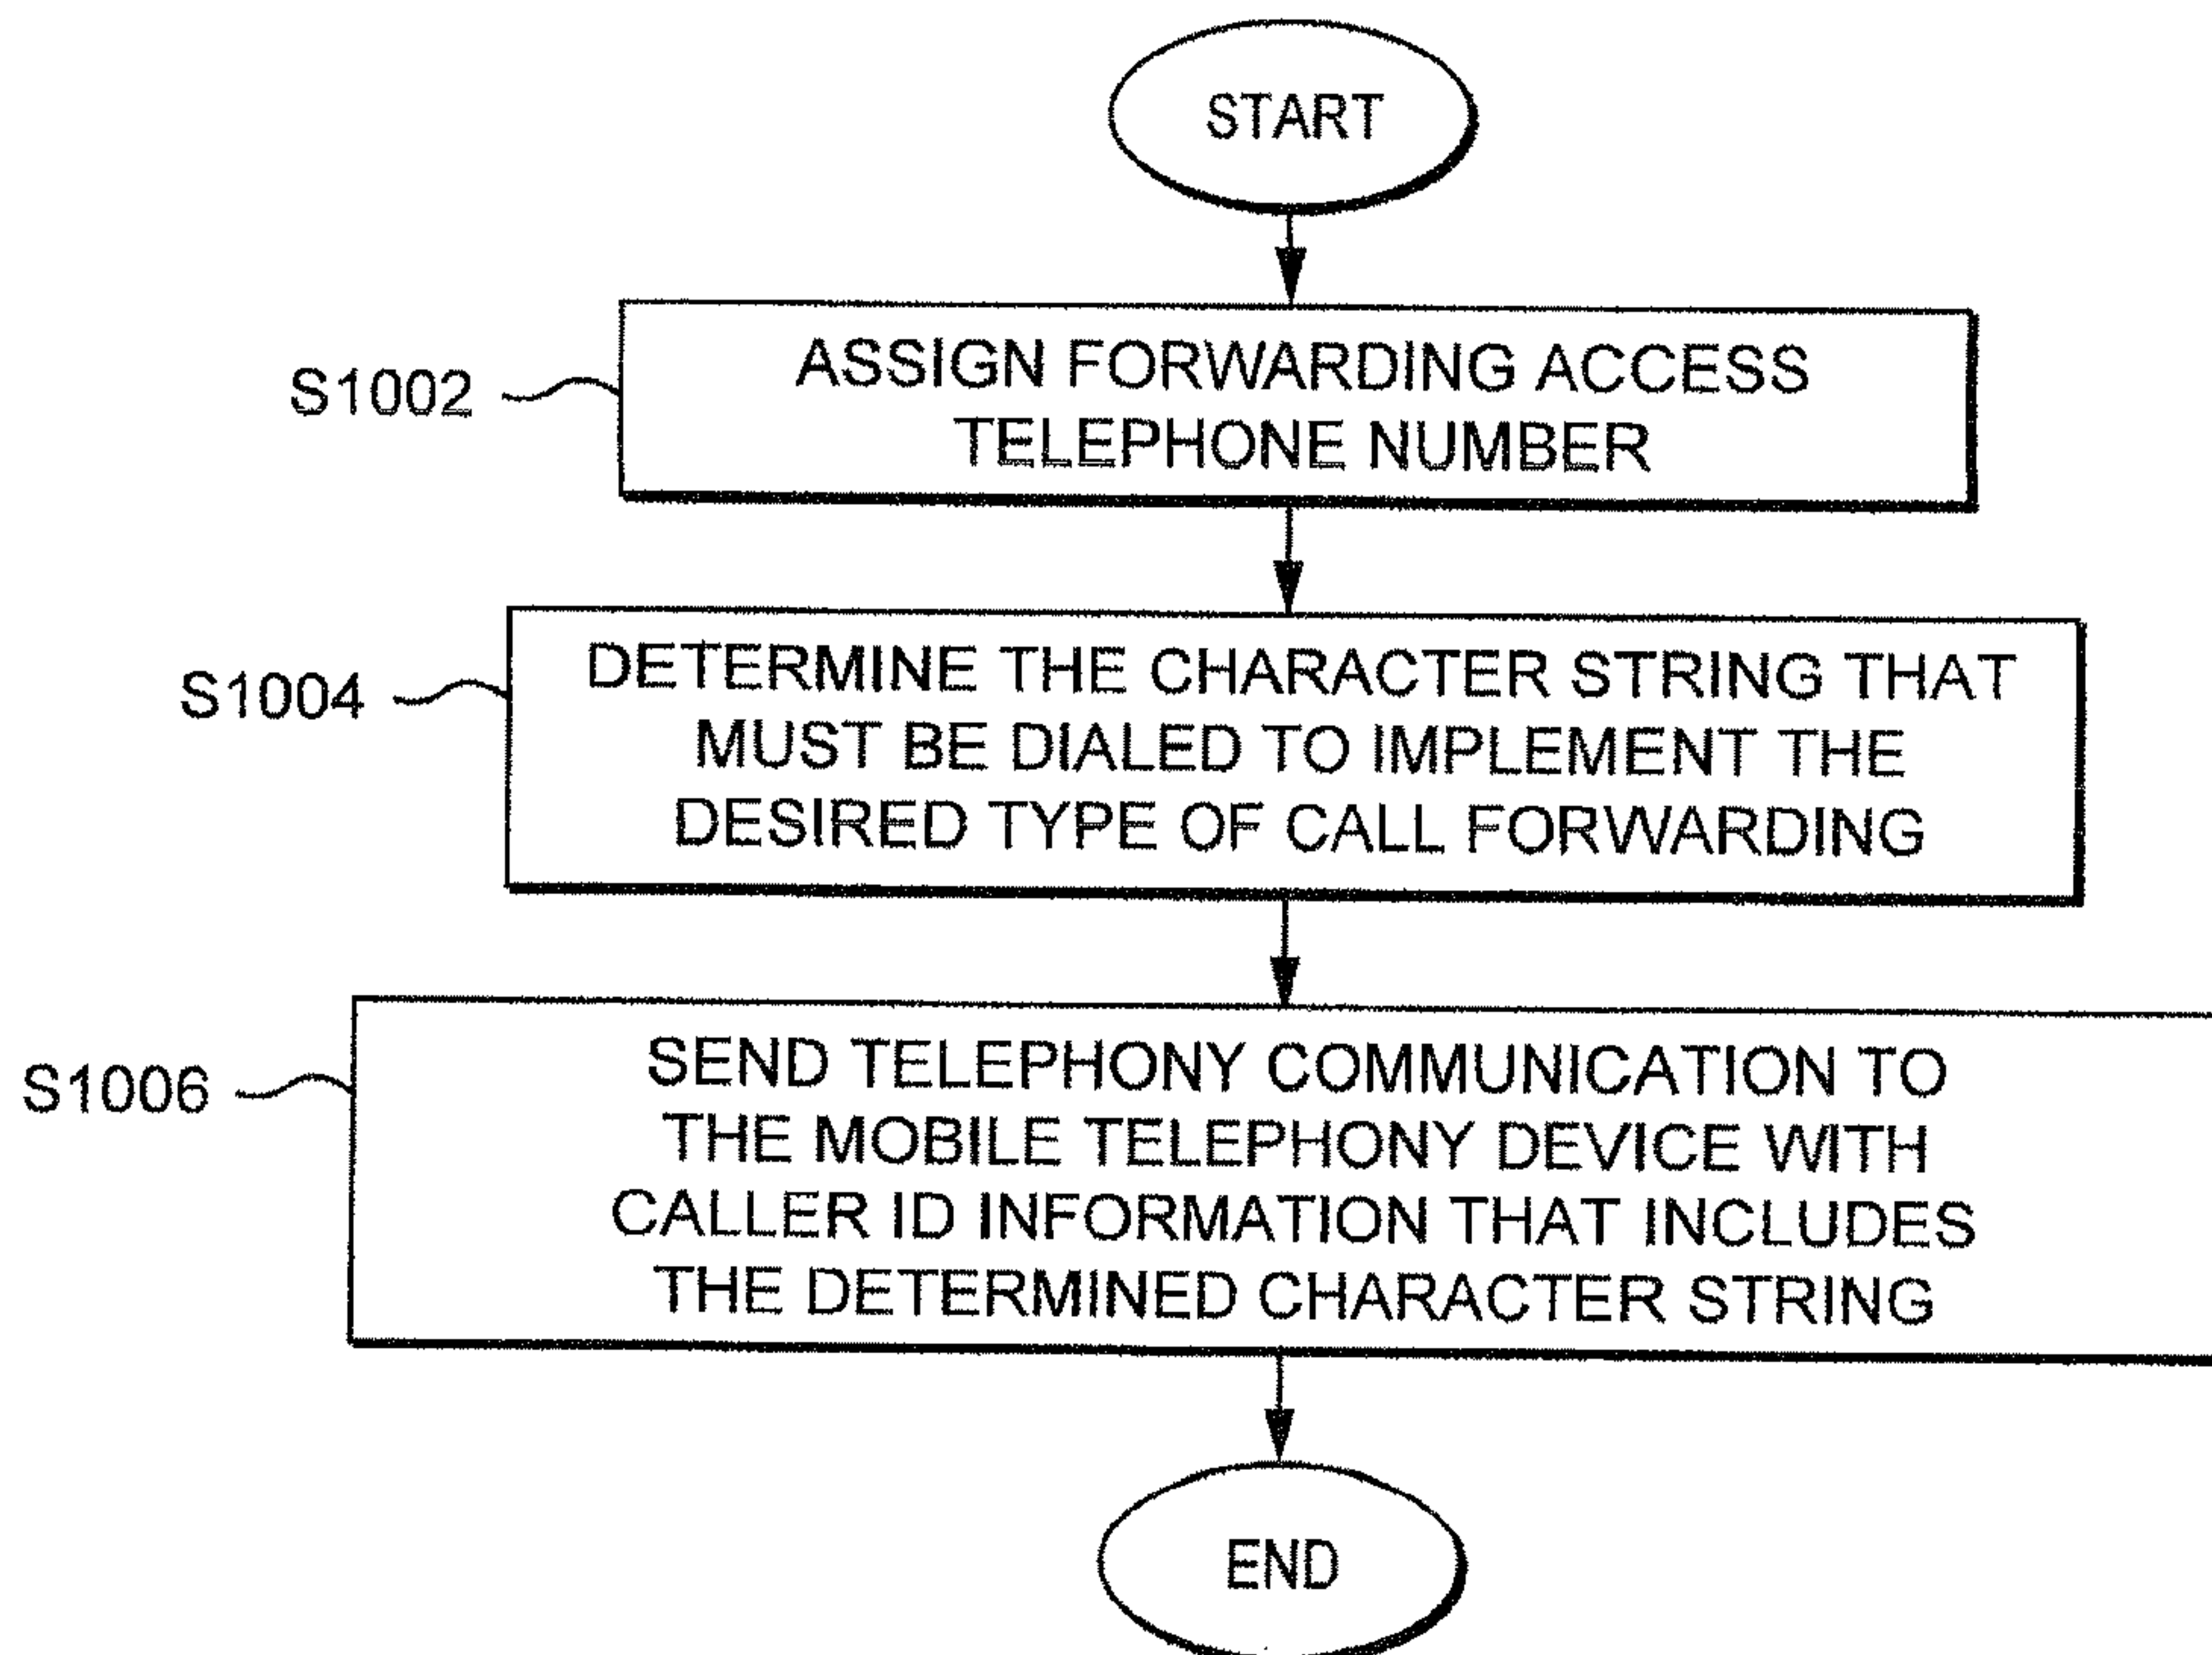 START
S1002
ASSIGN FORWARDING ACCESS
TELEPHONE NUMBER
S1004
DETERMINE THE CHARACTER STRING THAT
MUST BE DIALED TO IMPLEMENT THE
DESIRED TYPE OF CALL FORWARDING
S1006
SEND TELEPHONY COMMUNICATION TO
THE MOBILE TELEPHONY DEVICE WITH
CALLER ID INFORMATION THAT INCLUDES
THE DETERMINED CHARACTER STRING
END